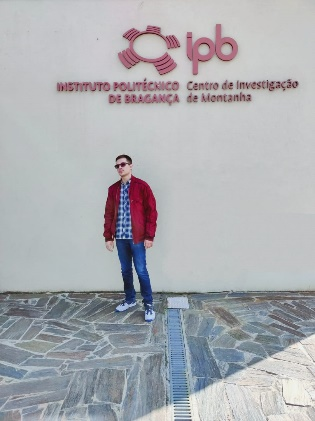 ipb
INSTITUTO POLITÉCNICO
DE BRAGANÇA
Centro de Investigação
de Montanha